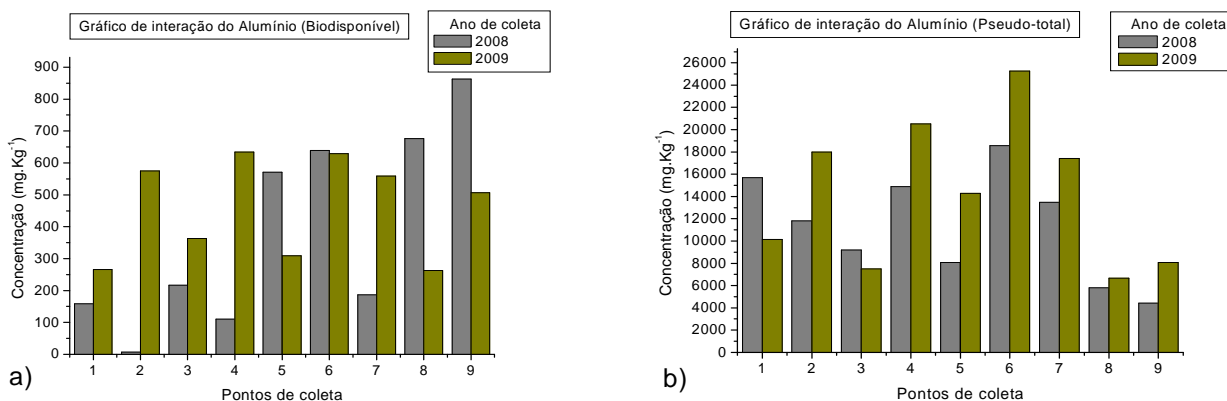 Gráfico de interação do Alumínio (Biodisponível)
Ano de coleta
2008
2009
900
800
700
600
500
400
300
200
100
0
Concentração (mg.Kg⁻¹)
1 2 3 4 5 6 7 8 9
Pontos de coleta
a)
Gráfico de interação do Alumínio (Pseudo-total)
Ano de coleta
2008
2009
26000
24000
22000
20000
18000
16000
14000
12000
10000
8000
6000
4000
2000
0
Concentração (mg.Kg⁻¹)
1 2 3 4 5 6 7 8 9
Pontos de coleta
b)